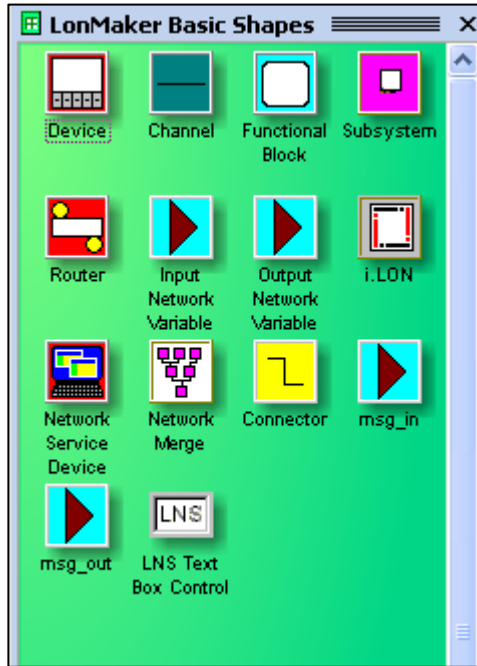 LonMaker Basic Shapes
Device
Channel
Functional
Block
Subsystem
Router
Input
Network
Variable
Output
Network
Variable
i.LON
Network
Service
Device
Network
Merge
Connector
msg_in
msg_out
LNS
LNS Text
Box Control